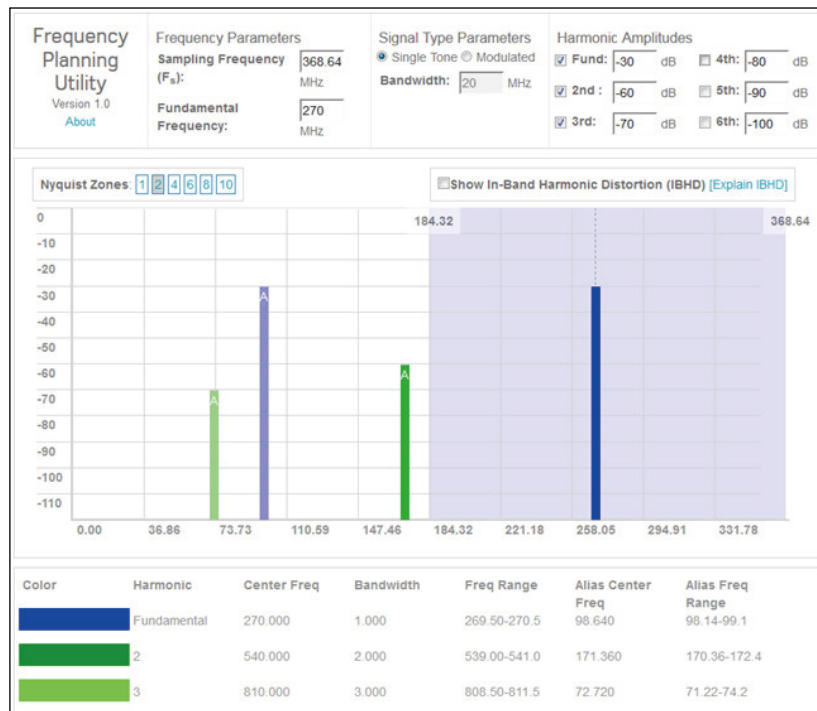 Frequency
Planning
Utility
Version 1.0
About
Frequency Parameters
Sampling Frequency
(Fs):
368.64
MHz
Fundamental
Frequency:
270
MHz
Signal Type Parameters
Single Tone Modulated
Bandwidth: 20 MHz
Harmonic Amplitudes
Fund: -30 dB 4th: -80 dB
2nd : -60 dB 5th: -90 dB
3rd: -70 dB 6th: -100 dB
Nyquist Zones: 1 2 4 6 8 10
Show In-Band Harmonic Distortion (IBHD) [Explain IBHD]
184.32 368.64
0
-10
-20
-30
-40
-50
-60
-70
-80
-90
-100
-110
A
A
A
0.00 36.86 73.73 110.59 147.46 184.32 221.18 258.05 294.91 331.78
Color Harmonic Center Freq Bandwidth Freq Range Alias Center Freq Alias Freq Range
Fundamental 270.000 1.000 269.50-270.5 98.640 98.14-99.1
2 540.000 2.000 539.00-541.0 171.360 170.36-172.4
3 810.000 3.000 808.50-811.5 72.720 71.22-74.2